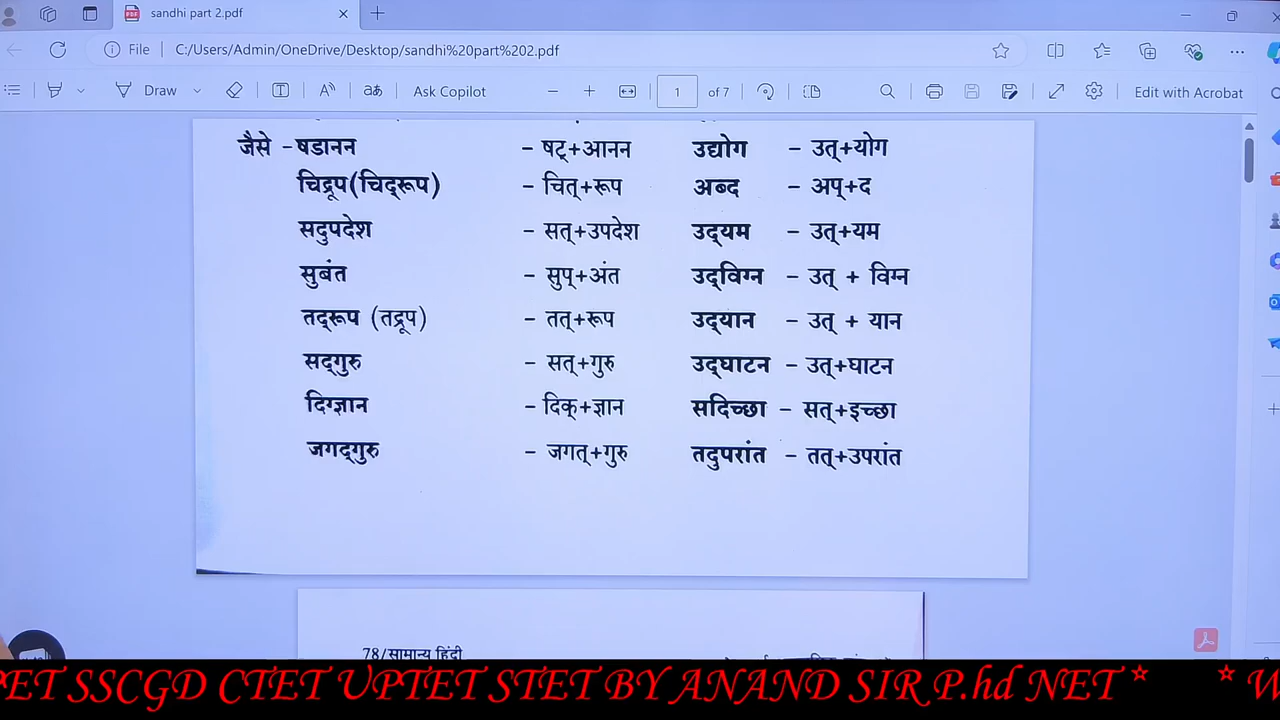 sandhi part 2.pdf
File C:/Users/Admin/OneDrive/Desktop/sandhi%20part%202.pdf
Draw aあ Ask Copilot 1 of 7 Edit with Acrobat
जैसे - षडानन - षट्+आनन उद्योग - उत्+योग
चिद्रूप(चिद्‌रूप) - चित्+रूप अब्द - अप्+द
सदुपदेश - सत्+उपदेश उद्‌यम - उत्+यम
सुबंत - सुप्+अंत उद्‌विग्न - उत् + विग्न
तद्‌रूप (तद्रूप) - तत्+रूप उद्‌यान - उत् + यान
सद्‌गुरु - सत्+गुरु उद्‌घाटन - उत्+घाटन
दिग्ज्ञान - दिक्+ज्ञान सदिच्छा - सत्+इच्छा
जगद्‌गुरु - जगत्+गुरु तदुपरांत - तत्+उपरांत
78/सामान्य हिंदी
PET SSCGD CTET UPTET STET BY ANAND SIR P.hd NET * * W